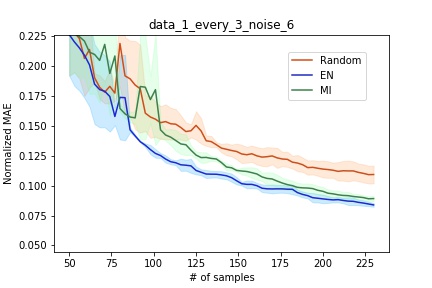 data_1_every_3_noise_6
Normalized MAE
0.225
0.200
0.175
0.150
0.125
0.100
0.075
0.050
Random
EN
MI
50 75 100 125 150 175 200 225
# of samples